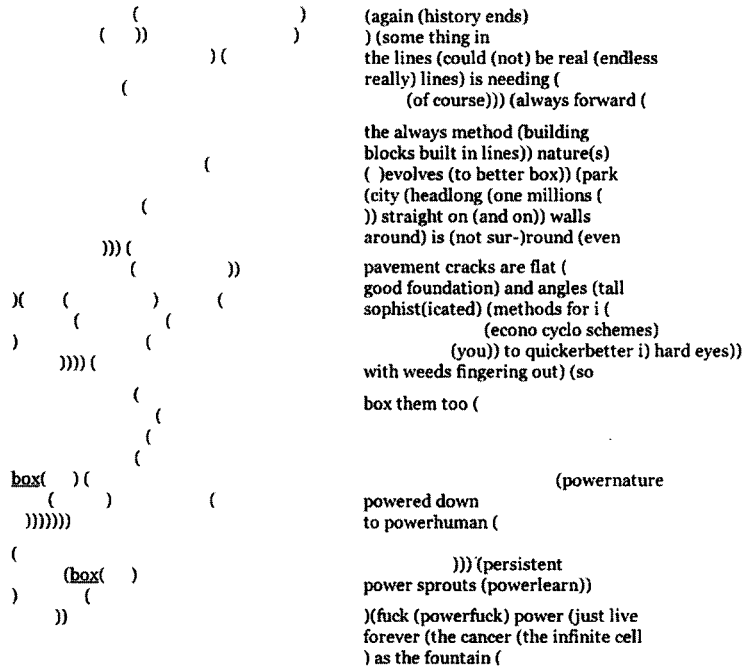 ( )
( )) )
) (
(
(
(
))) (
( ))
)( ( ) (
( (
) (
)))) (
(
(
(
(
box( ) (
( ) (
)))))))
(
(box( )
) (
))
(again (history ends)
) (some thing in
the lines (could (not) be real (endless
really) lines) is needing (
(of course))) (always forward (
the always method (building
blocks built in lines)) nature(s)
( )evolves (to better box)) (park
(city (headlong (one millions (
)) straight on (and on)) walls
around) is (not sur-)round (even
pavement cracks are flat (
good foundation) and angles (tall
sophist(icated) (methods for i (
(econo cyclo schemes)
(you)) to quickerbetter i) hard eyes))
with weeds fingering out) (so
box them too (
(powernature
powered down
to powerhuman (
))) (persistent
power sprouts (powerlearn))
)(fuck (powerfuck) power (just live
forever (the cancer (the infinite cell
) as the fountain (